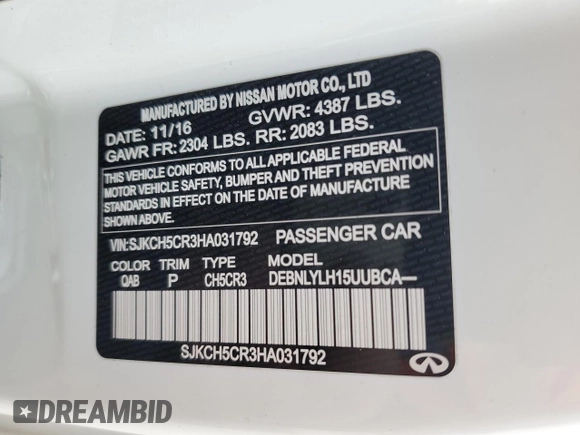 MANUFACTURED BY NISSAN MOTOR CO., LTD
DATE: 11/16 GVWR: 4387 LBS.
GAWR FR: 2304 LBS. RR: 2083 LBS.
THIS VEHICLE CONFORMS TO ALL APPLICABLE FEDERAL
MOTOR VEHICLE SAFETY, BUMPER AND THEFT PREVENTION
STANDARDS IN EFFECT ON THE DATE OF MANUFACTURE
SHOWN ABOVE.
VIN:SJKCH5CR3HA031792 PASSENGER CAR
COLOR TRIM TYPE MODEL
QAB P CH5CR3 DEBNLYLH15UUBCA—
SJKCH5CR3HA031792
DREAMBID